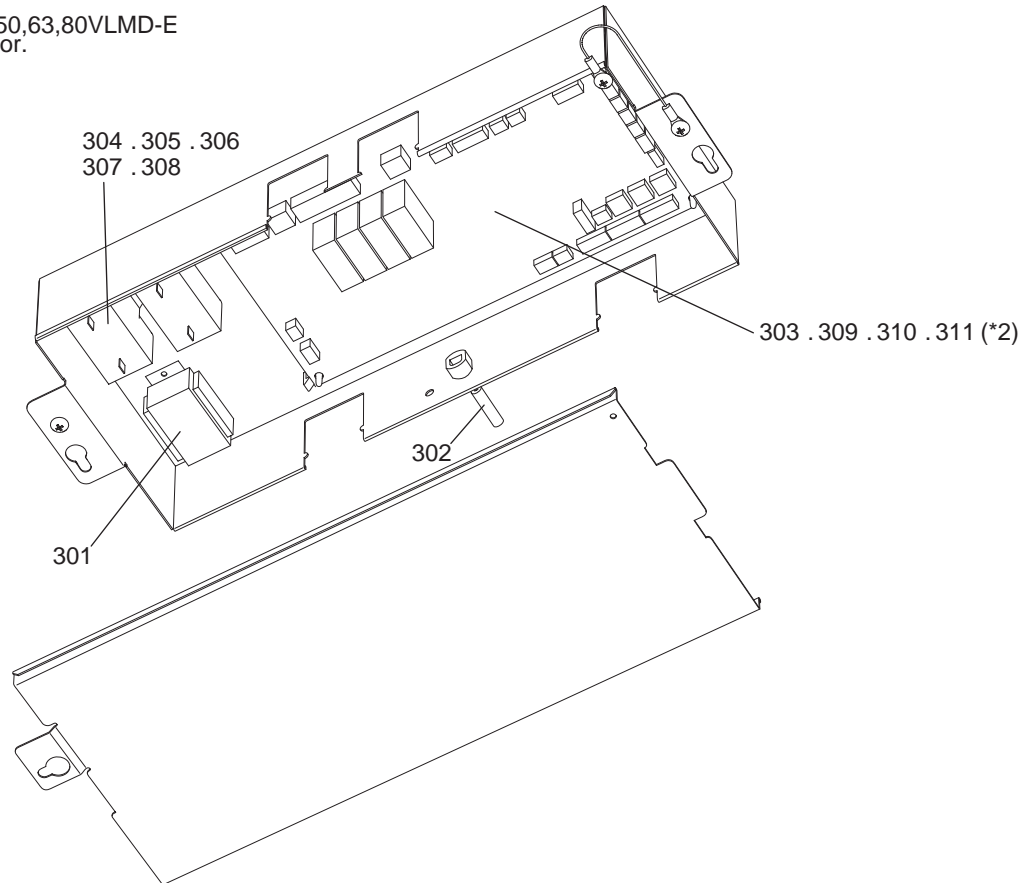 50,63,80VLMD-E
or.
304 . 305 . 306
307 . 308
303 . 309 . 310 . 311 (*2)
302
301